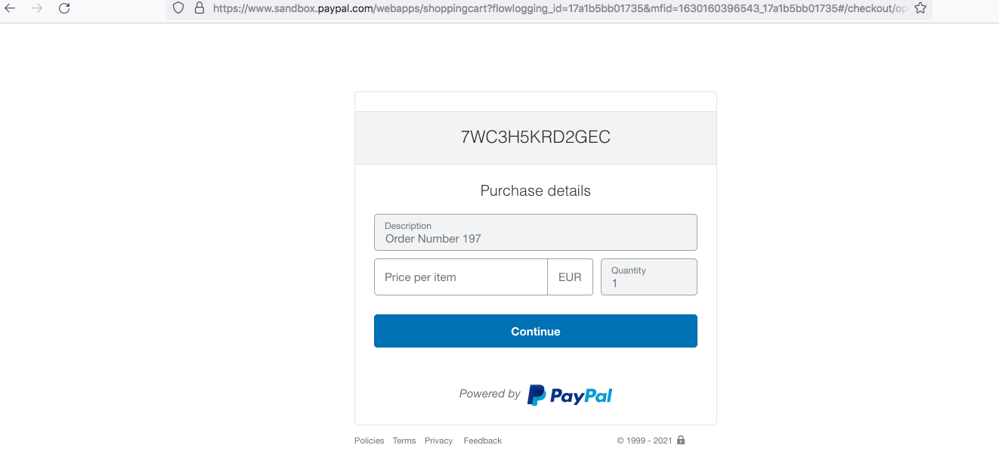 https://www.sandbox.paypal.com/webapps/shoppingcart?flowlogging_id=17a1b5bb01735&mfid=1630160396543_17a1b5bb01735#/checkout/op
7WC3H5KRD2GEC
Purchase details
Description
Order Number 197
Price per item EUR
Quantity
1
Continue
Powered by PayPal
Policies Terms Privacy Feedback © 1999 - 2021